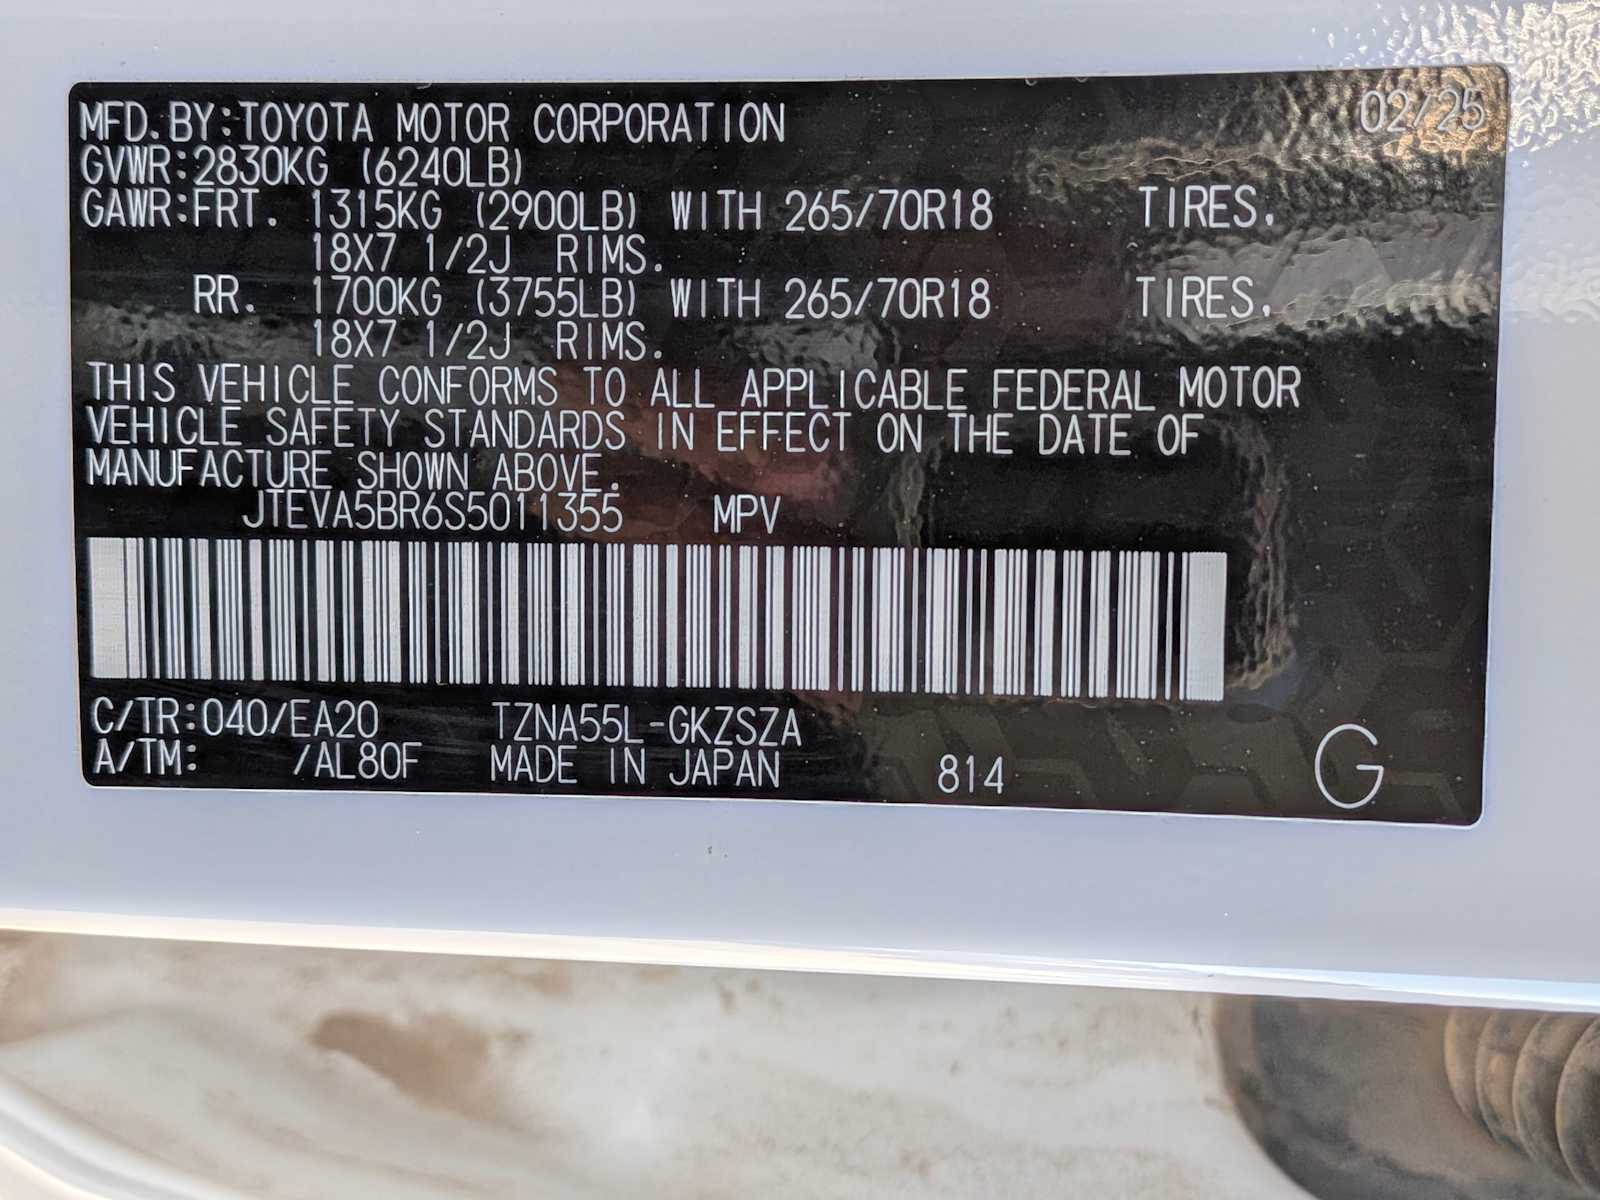 MFD.BY:TOYOTA MOTOR CORPORATION 02/25
GVWR:2830KG (6240LB)
GAWR:FRT. 1315KG (2900LB) WITH 265/70R18 TIRES,
18X7 1/2J RIMS.
RR. 1700KG (3755LB) WITH 265/70R18 TIRES,
18X7 1/2J RIMS.
THIS VEHICLE CONFORMS TO ALL APPLICABLE FEDERAL MOTOR
VEHICLE SAFETY STANDARDS IN EFFECT ON THE DATE OF
MANUFACTURE SHOWN ABOVE.
JTEVA5BR6S5011355 MPV
C/TR:040/EA20 TZNA55L-GKZSZA
A/TM: /AL80F MADE IN JAPAN 814 G